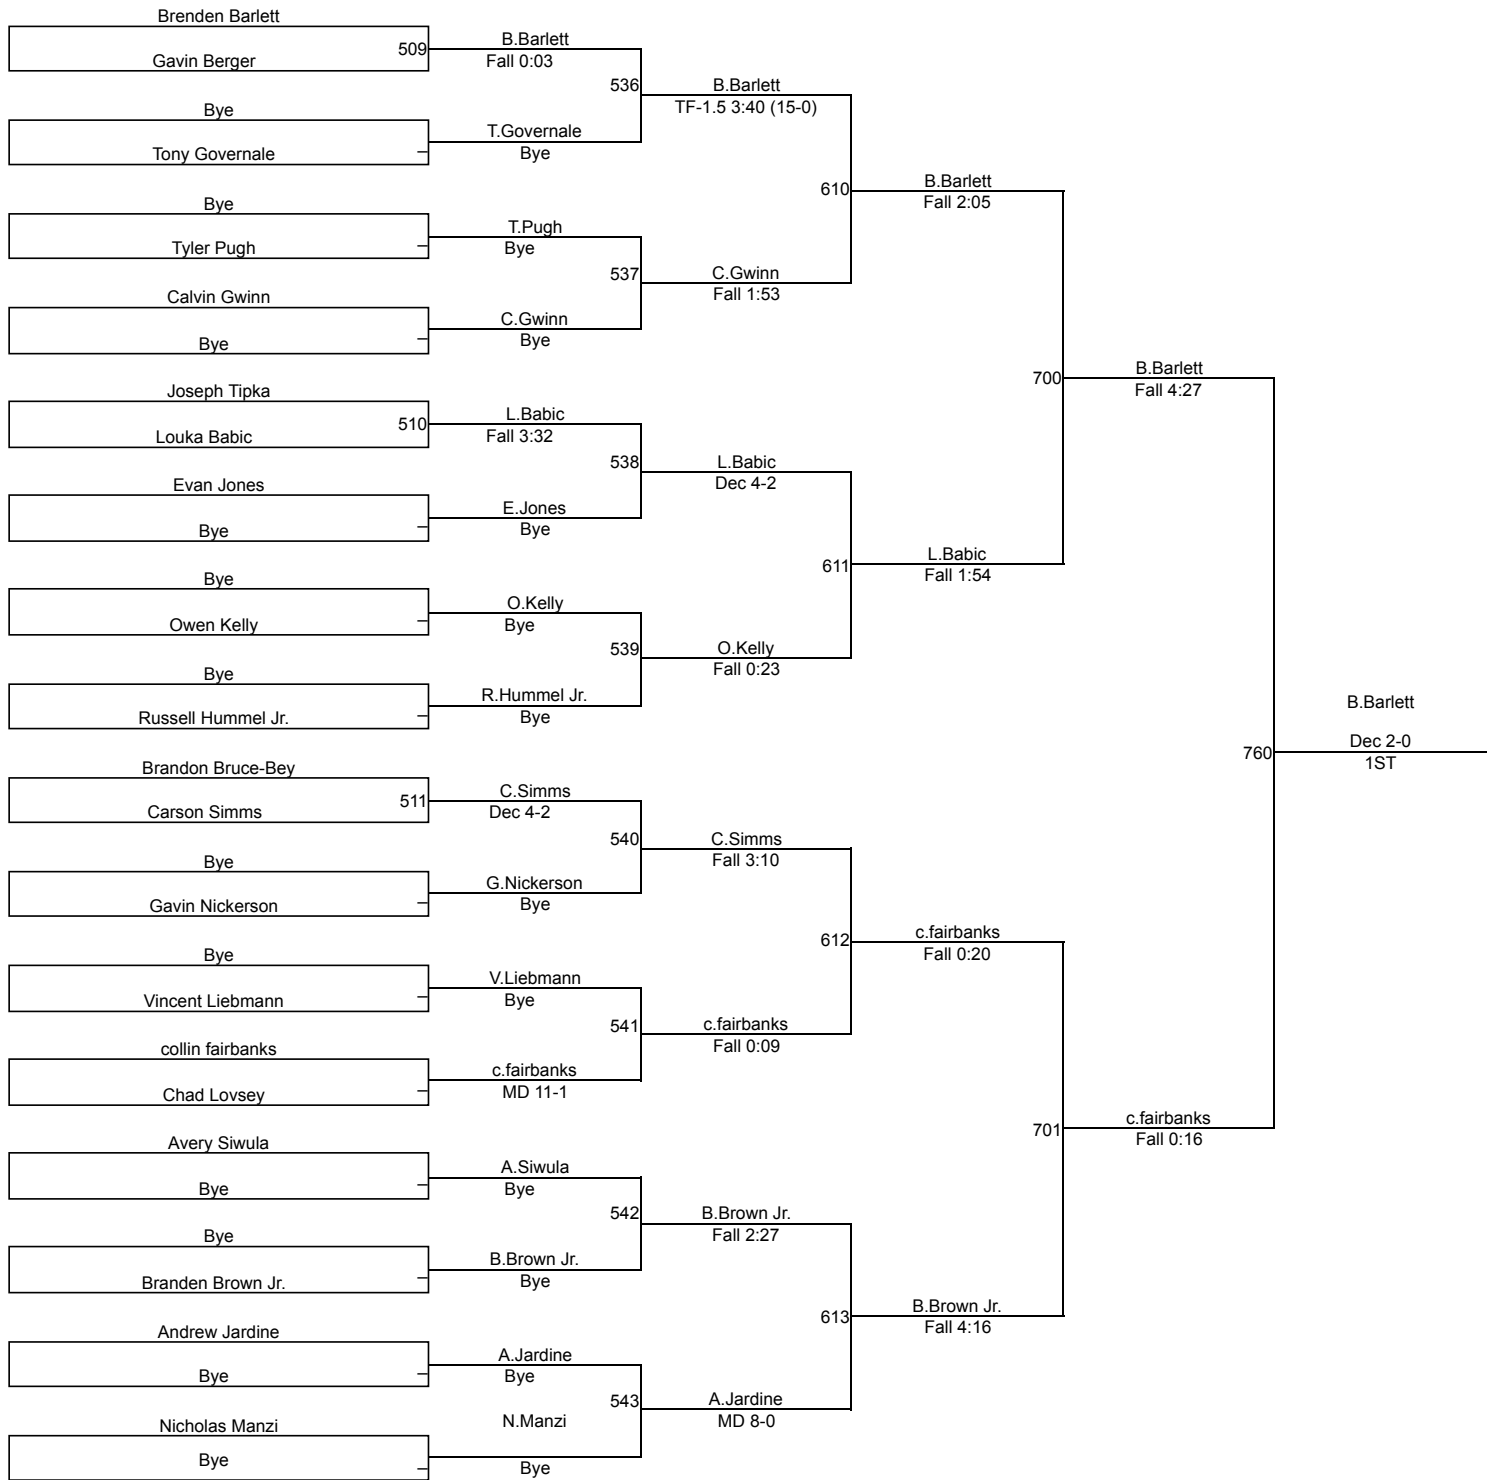 Brenden Barlett
509
Gavin Berger
B.Barlett
Fall 0:03
536
B.Barlett
TF-1.5 3:40 (15-0)
Bye
Tony Governale
T.Governale
Bye
610
B.Barlett
Fall 2:05
Bye
Tyler Pugh
T.Pugh
Bye
537
C.Gwinn
Fall 1:53
Calvin Gwinn
Bye
C.Gwinn
Bye
700
B.Barlett
Fall 4:27
Joseph Tipka
510
Louka Babic
L.Babic
Fall 3:32
538
L.Babic
Dec 4-2
Evan Jones
Bye
E.Jones
Bye
611
L.Babic
Fall 1:54
Bye
Owen Kelly
O.Kelly
Bye
539
O.Kelly
Fall 0:23
Bye
Russell Hummel Jr.
R.Hummel Jr.
Bye
760
B.Barlett
Dec 2-0
1ST
Brandon Bruce-Bey
511
Carson Simms
C.Simms
Dec 4-2
540
C.Simms
Fall 3:10
Bye
Gavin Nickerson
G.Nickerson
Bye
612
c.fairbanks
Fall 0:20
Bye
Vincent Liebmann
V.Liebmann
Bye
541
c.fairbanks
Fall 0:09
collin fairbanks
Chad Lovsey
c.fairbanks
MD 11-1
701
c.fairbanks
Fall 0:16
Avery Siwula
Bye
A.Siwula
Bye
542
B.Brown Jr.
Fall 2:27
Bye
Branden Brown Jr.
B.Brown Jr.
Bye
613
B.Brown Jr.
Fall 4:16
Andrew Jardine
Bye
A.Jardine
Bye
543
A.Jardine
MD 8-0
Nicholas Manzi
Bye
N.Manzi
Bye